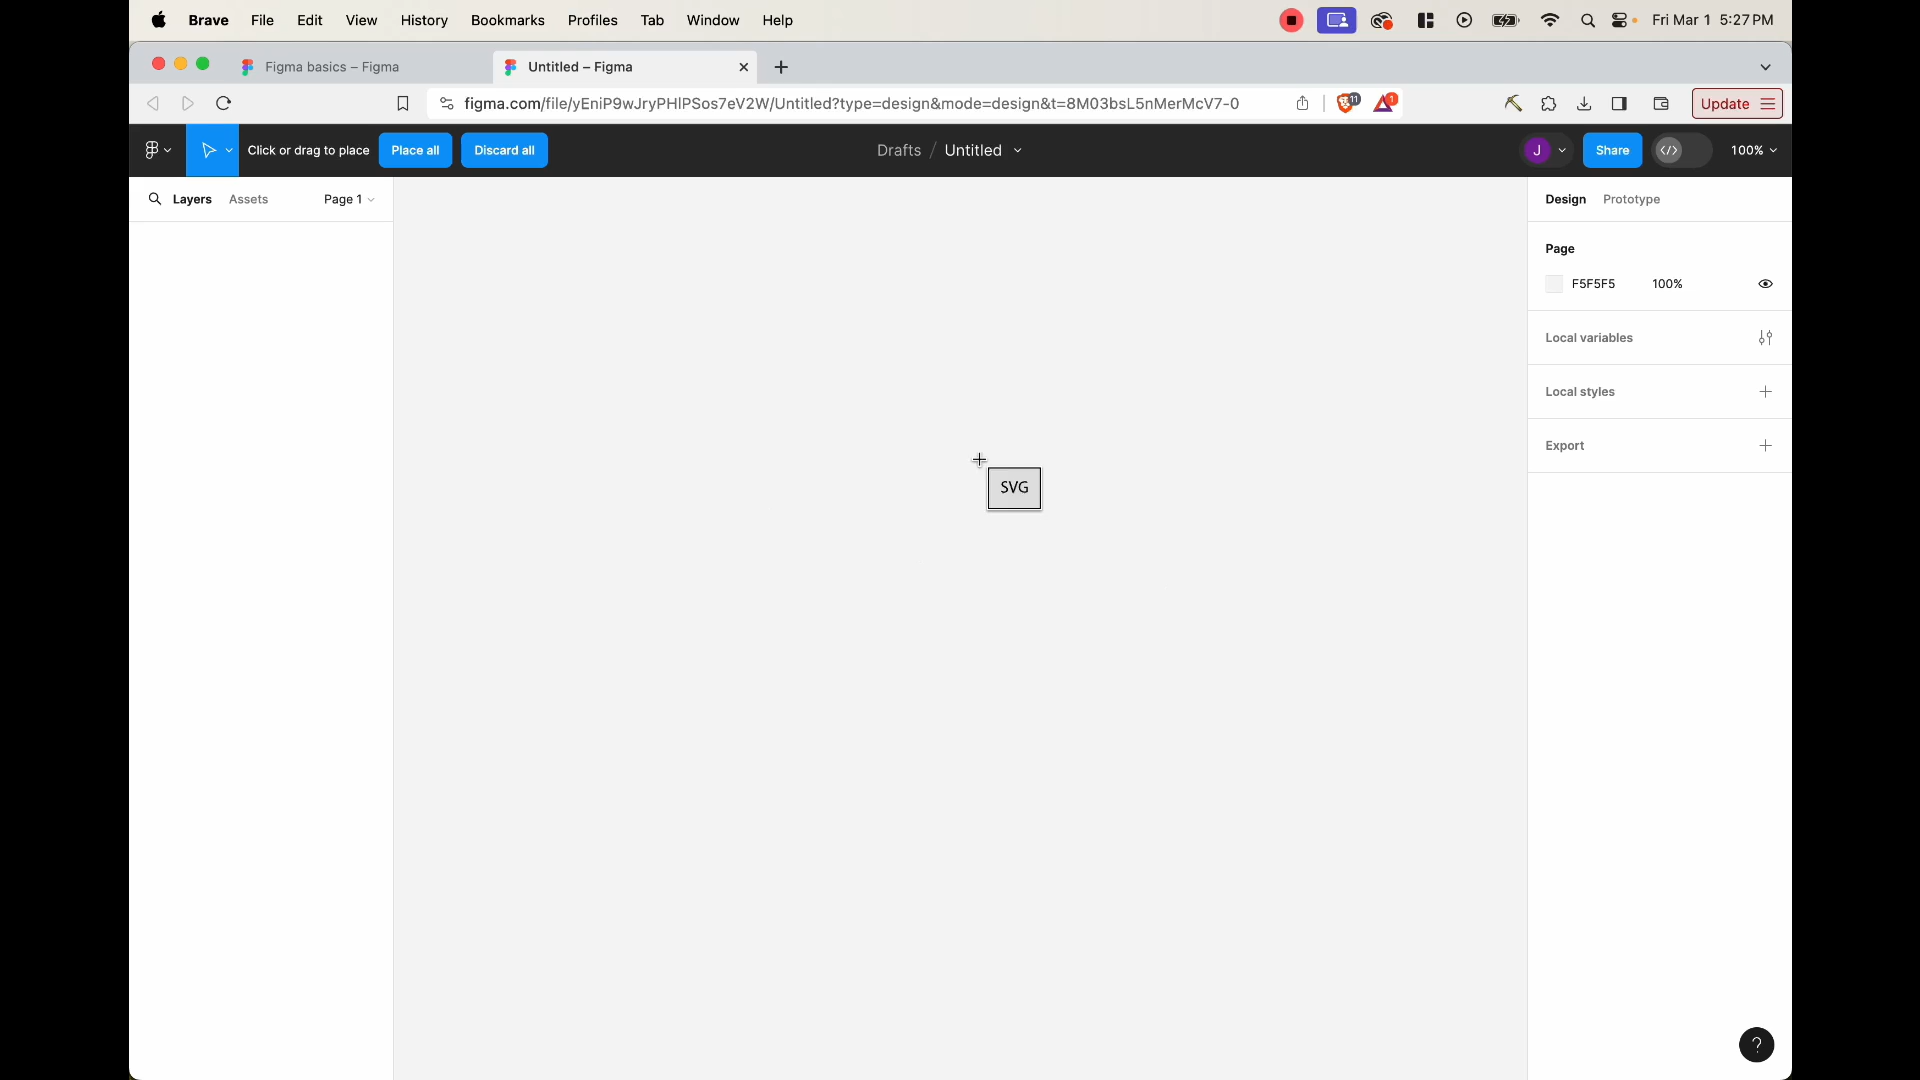 Brave File Edit View History Bookmarks Profiles Tab Window Help
Fri Mar 1 5:27 PM
Figma basics – Figma
Untitled – Figma
figma.com/file/yEniP9wJryPHlPSos7eV2W/Untitled?type=design&mode=design&t=8M03bsL5nMerMcV7-0
11
1
Update
Click or drag to place
Place all
Discard all
Drafts / Untitled
J
Share
</>
100%
Layers
Assets
Page 1
Design
Prototype
Page
F5F5F5 100%
Local variables
Local styles
Export
SVG
?